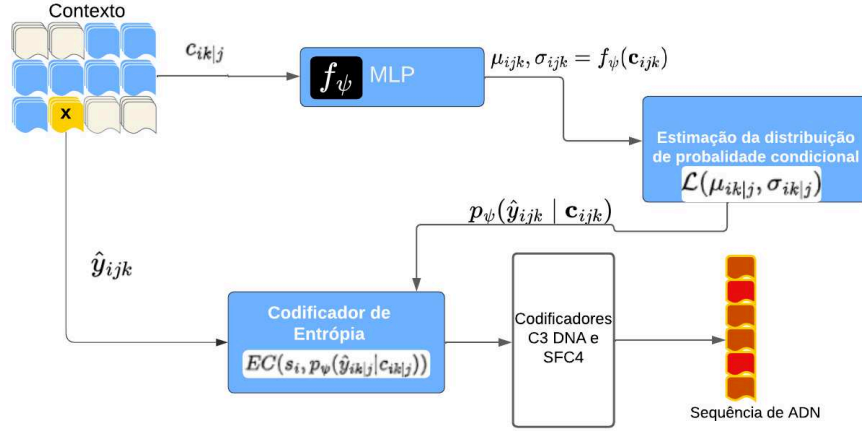 Contexto
c_{ik|j}
μ_{ijk}, σ_{ijk} = f_ψ(c_{ijk})
f_ψ MLP
x
Estimação da distribuição
de probalidade condicional
ℒ(μ_{ik|j}, σ_{ik|j})
p_ψ(ŷ_{ijk} | c_{ijk})
ŷ_{ijk}
Codificador de
Entrópia
EC(s_i, p_ψ(ŷ_{ik|j}|c_{ik|j}))
Codificadores
C3 DNA e
SFC4
Sequência de ADN